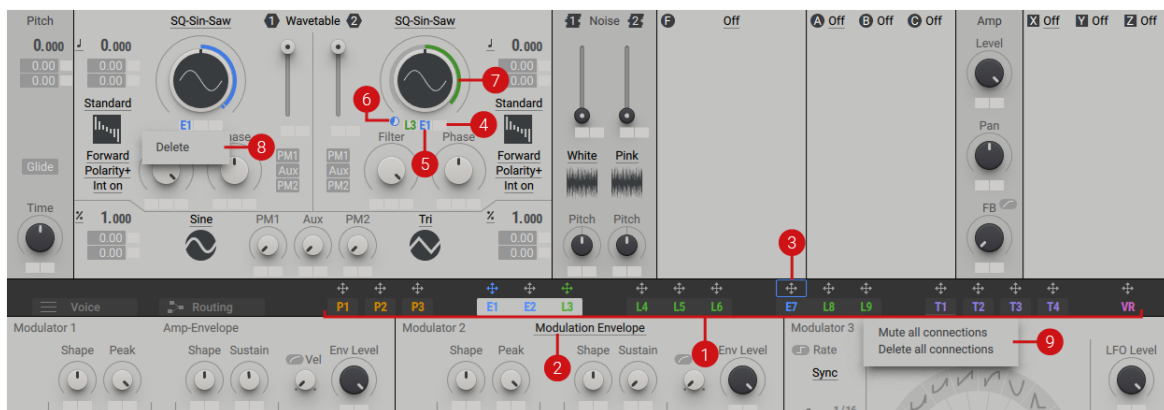 Pitch
SQ-Sin-Saw 1 Wavetable 2 SQ-Sin-Saw
1 Noise 2
F Off
A Off B Off C Off
Amp
X Off Y Off Z Off
0.000 0.000 0.000
Level
0.00 0.00 0.00
0.00 0.00 0.00
7
6
Standard Standard
E1 L3 E1 4
Delete 8
Phase
Filter Phase
5
Pan
Glide
Forward PM1 PM1 Forward
Polarity+ Aux Aux Polarity+
Int on PM2 PM2 Int on
White Pink
Time
% 1.000 Sine PM1 Aux PM2 Tri % 1.000
Pitch Pitch
FB
0.00 0.00
0.00 0.00
3
Voice Routing P1 P2 P3 E1 E2 L3 L4 L5 L6 E7 L8 L9 T1 T2 T3 T4 VR
Modulator 1 Amp-Envelope Modulator 2 Modulation Envelope Modulator 3
1
2
Mute all connections
Delete all connections
9
Shape Peak Shape Sustain Vel Env Level
Shape Peak Shape Sustain Env Level
Rate
Sync
LFO Level
1/16